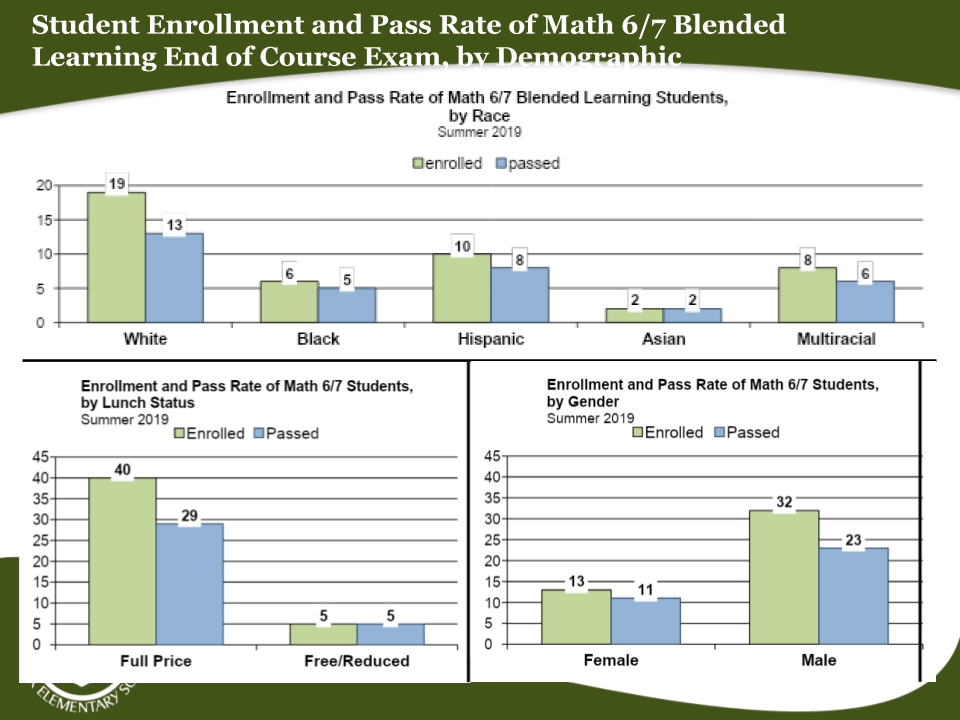 Student Enrollment and Pass Rate of Math 6/7 Blended
Learning End of Course Exam, by Demographic
Enrollment and Pass Rate of Math 6/7 Blended Learning Students,
by Race
Summer 2019
enrolled passed
20
15
10
5
0
19
13
6
5
10
8
2
2
8
6
White Black Hispanic Asian Multiracial
Enrollment and Pass Rate of Math 6/7 Students,
by Lunch Status
Summer 2019
Enrolled Passed
45
40
35
30
25
20
15
10
5
0
40
29
5
5
Full Price Free/Reduced
Enrollment and Pass Rate of Math 6/7 Students,
by Gender
Summer 2019
Enrolled Passed
45
40
35
30
25
20
15
10
5
0
13
11
32
23
Female Male
ELEMENTARY